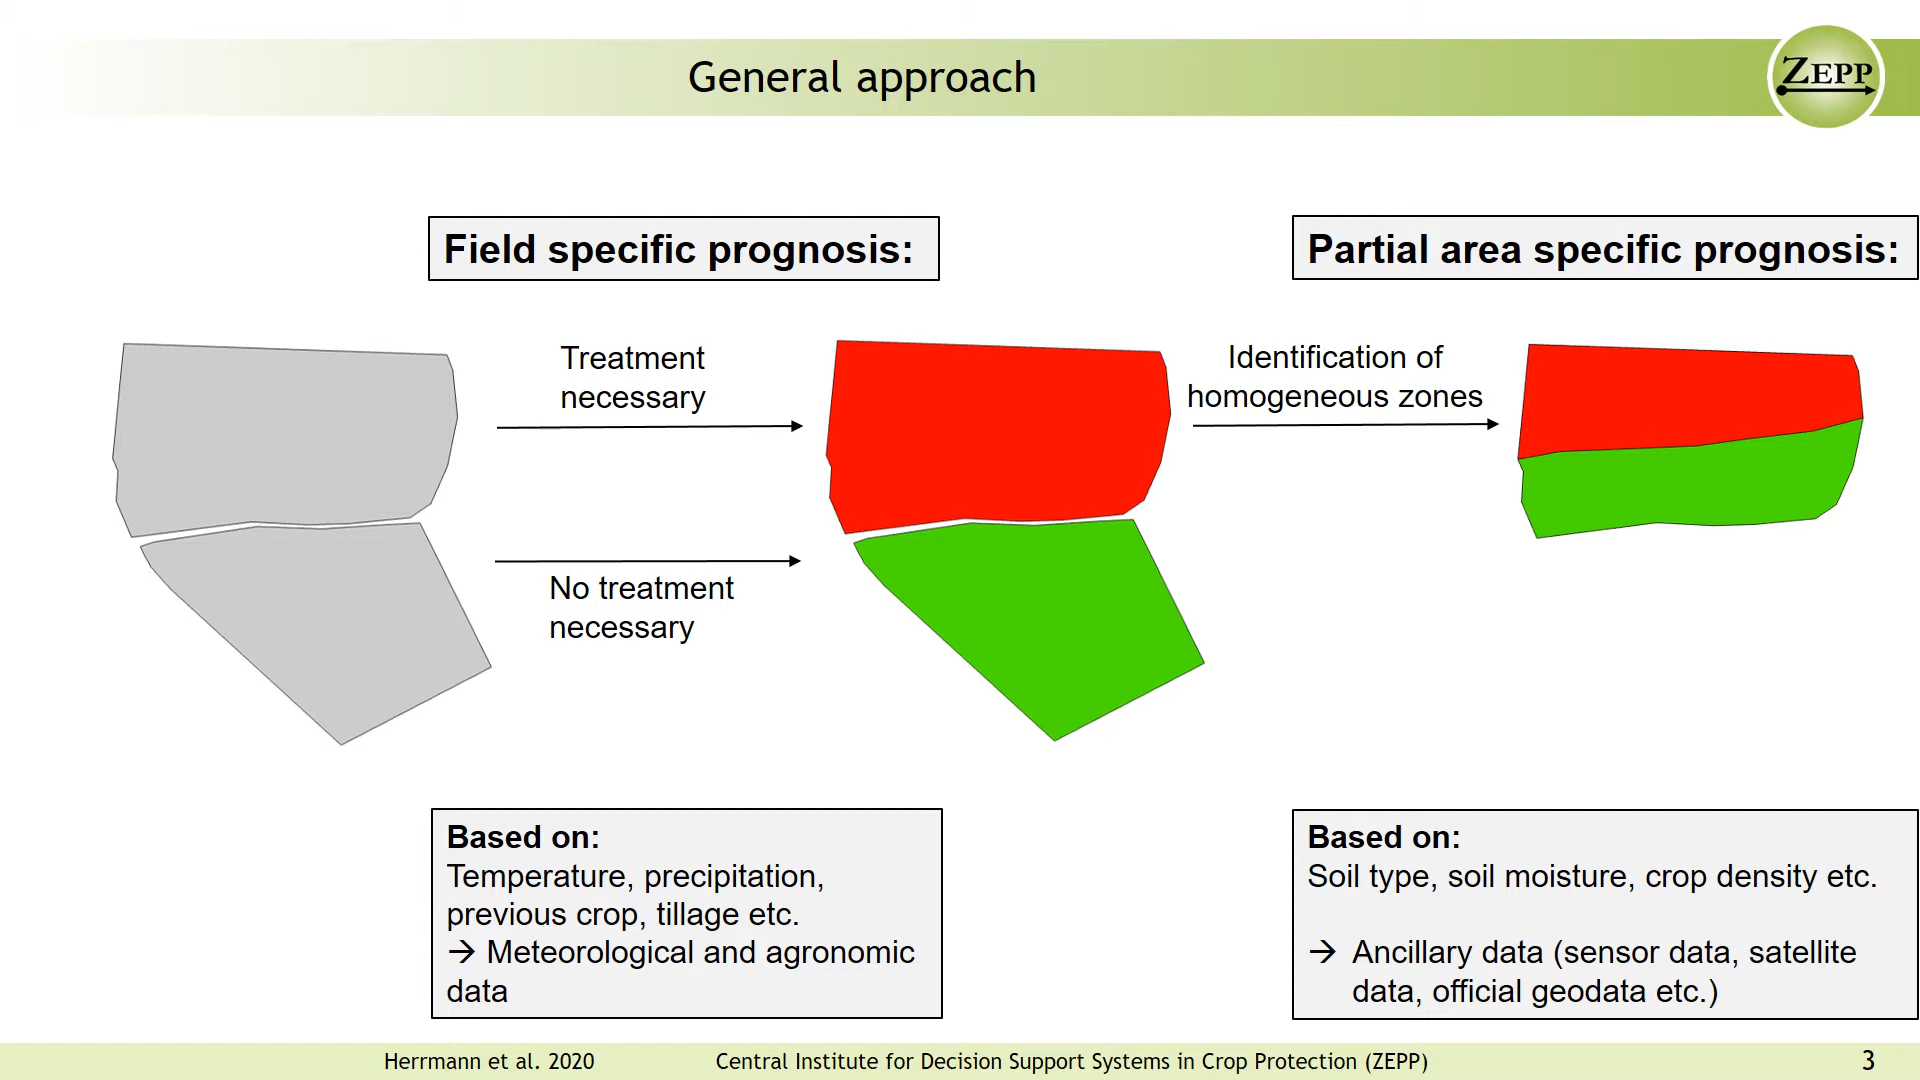 General approach
ZEPP
Field specific prognosis:
Partial area specific prognosis:
Treatment
necessary
Identification of
homogeneous zones
No treatment
necessary
Based on:
Temperature, precipitation,
previous crop, tillage etc.
→ Meteorological and agronomic
data
Based on:
Soil type, soil moisture, crop density etc.
→ Ancillary data (sensor data, satellite
data, official geodata etc.)
Herrmann et al. 2020
Central Institute for Decision Support Systems in Crop Protection (ZEPP)
3